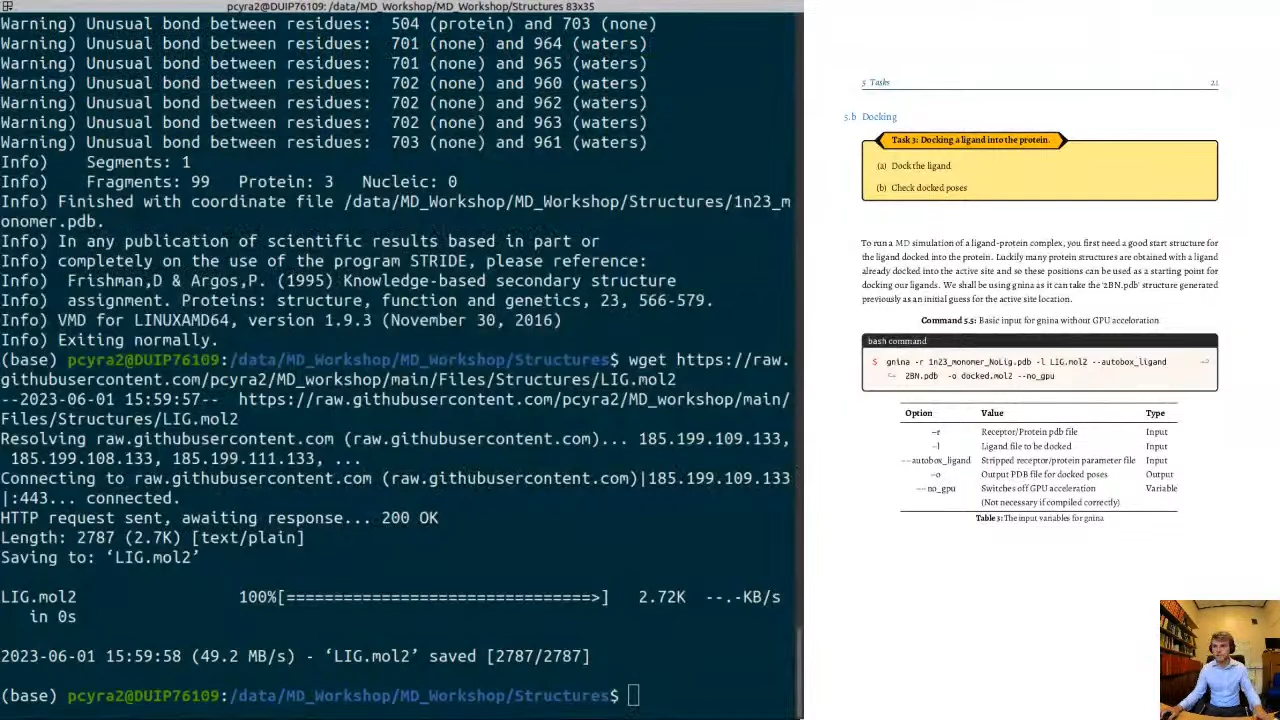 pcyra2@DUIP76109: /data/MD_Workshop/MD_Workshop/Structures 83x35
Warning) Unusual bond between residues:  504 (protein) and 703 (none)
Warning) Unusual bond between residues:  701 (none) and 964 (waters)
Warning) Unusual bond between residues:  701 (none) and 965 (waters)
Warning) Unusual bond between residues:  702 (none) and 960 (waters)
Warning) Unusual bond between residues:  702 (none) and 962 (waters)
Warning) Unusual bond between residues:  702 (none) and 963 (waters)
Warning) Unusual bond between residues:  703 (none) and 961 (waters)
Info)    Segments: 1
Info)    Fragments: 99   Protein: 3   Nucleic: 0
Info) Finished with coordinate file /data/MD_Workshop/MD_Workshop/Structures/1n23_m
onomer.pdb.
Info) In any publication of scientific results based in part or
Info) completely on the use of the program STRIDE, please reference:
Info)  Frishman,D & Argos,P. (1995) Knowledge-based secondary structure
Info)  assignment. Proteins: structure, function and genetics, 23, 566-579.
Info) VMD for LINUXAMD64, version 1.9.3 (November 30, 2016)
Info) Exiting normally.
(base) pcyra2@DUIP76109:/data/MD_Workshop/MD_Workshop/Structures$ wget https://raw.
githubusercontent.com/pcyra2/MD_Workshop/main/Files/Structures/LIG.mol2
--2023-06-01 15:59:57--  https://raw.githubusercontent.com/pcyra2/MD_Workshop/main/
Files/Structures/LIG.mol2
Resolving raw.githubusercontent.com (raw.githubusercontent.com)... 185.199.109.133,
185.199.108.133, 185.199.111.133, ...
Connecting to raw.githubusercontent.com (raw.githubusercontent.com)|185.199.109.133
|:443... connected.
HTTP request sent, awaiting response... 200 OK
Length: 2787 (2.7K) [text/plain]
Saving to: ‘LIG.mol2’
LIG.mol2            100%[=================================>]   2.72K  --.-KB/s
in 0s
2023-06-01 15:59:58 (49.2 MB/s) - ‘LIG.mol2’ saved [2787/2787]
(base) pcyra2@DUIP76109:/data/MD_Workshop/MD_Workshop/Structures$
5 Tasks 21
5.b Docking
Task 3: Docking a ligand into the protein.
(a) Dock the ligand
(b) Check docked poses
To run a MD simulation of a ligand-protein complex, you first need a good start structure for
the ligand docked into the protein. Luckily many protein structures are obtained with a ligand
already docked into the active site and so these positions can be used as a starting point for
docking our ligands. We shall be using gnina as it can take the '2BN.pdb' structure generated
previously as an initial guess for the active site location.
Command 5.5: Basic input for gnina without GPU acceloration
bash command
$ gnina -r 1n23_monomer_NoLig.pdb -l LIG.mol2 --autobox_ligand
2BN.pdb -o docked.mol2 --no_gpu
Option Value Type
–r Receptor/Protein pdb file Input
–l Ligand file to be docked Input
––autobox_ligand Stripped receptor/protein parameter file Input
–o Output PDB file for docked poses Output
––no_gpu Switches off GPU acceleration Variable
(Not necessary if compiled correctly)
Table 3: The input variables for gnina